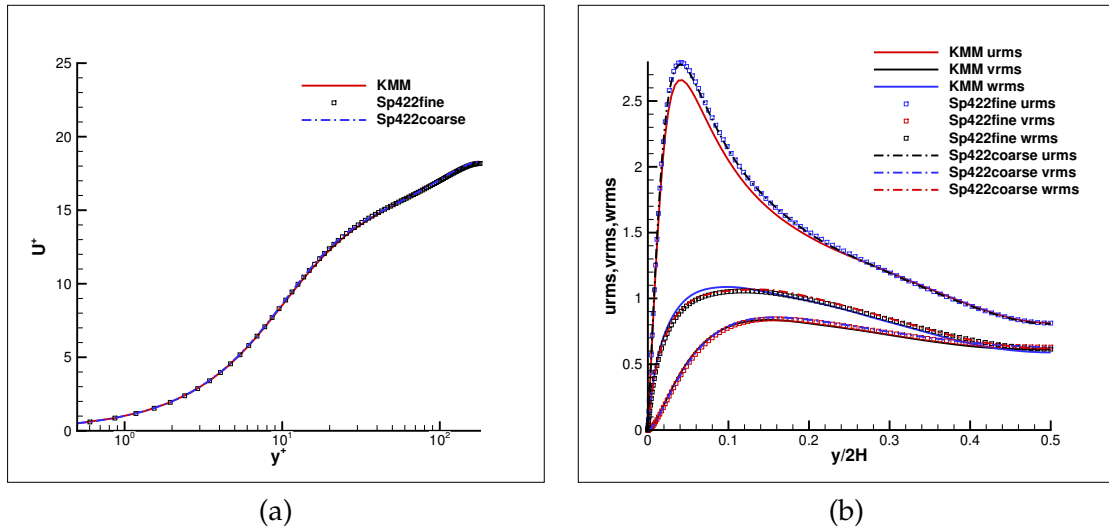 25
20
15
10
5
0
U+
10^0
10^1
10^2
y+
KMM
Sp422fine
Sp422coarse
(a)
2.5
2
1.5
1
0.5
0
urms,vrms,wrms
0
0.1
0.2
0.3
0.4
0.5
y/2H
KMM urms
KMM vrms
KMM wrms
Sp422fine urms
Sp422fine vrms
Sp422fine wrms
Sp422coarse urms
Sp422coarse vrms
Sp422coarse wrms
(b)